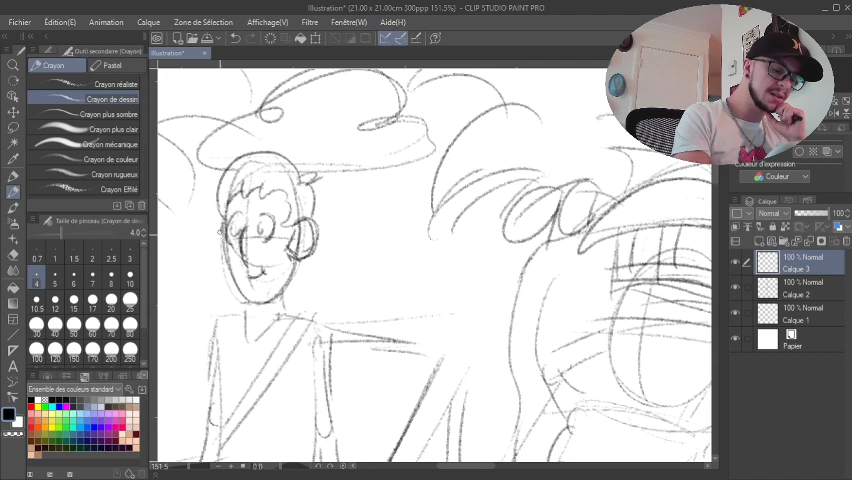 Illustration* (21.00 x 21.00cm 300ppp 151.5%) - CLIP STUDIO PAINT PRO
Fichier Édition(E) Animation Calque Zone de Sélection Affichage(V) Filtre Fenêtre(W) Aide(H)
Outil secondaire (Crayon)
Illustration*
Crayon Pastel
Crayon réaliste
Crayon de dessin
Crayon plus sombre
Crayon plus clair
Crayon mécanique
Crayon de couleur
Crayon rugueux
Crayon Effilé
Taille de pinceau (Crayon de
4.0
0.7 1 1.5 2 2.5 3
4 5 6 7 8 10
10.5 12 15 17 20 25
30 40 50 60 70 80
100 120 150 170 200 250
Ensemble des couleurs standard
151.5 0.0
Couleur d'expression
Couleur
Calque
Normal 100
100 % Normal
Calque 3
100 % Normal
Calque 2
100 % Normal
Calque 1
Papier